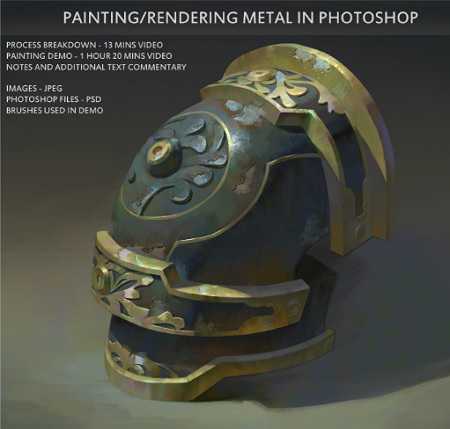 PAINTING/RENDERING METAL IN PHOTOSHOP
PROCESS BREAKDOWN - 13 MINS VIDEO
PAINTING DEMO - 1 HOUR 20 MINS VIDEO
NOTES AND ADDITIONAL TEXT COMMENTARY
IMAGES - JPEG
PHOTOSHOP FILES - PSD
BRUSHES USED IN DEMO